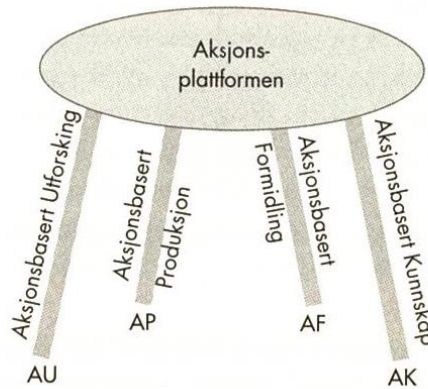 Aksjons-
plattformen
Aksjonsbasert Utforsking
Aksjonsbasert
Produksjon
Aksjonsbasert
Formidling
Aksjonsbasert Kunnskap
AU
AP
AF
AK